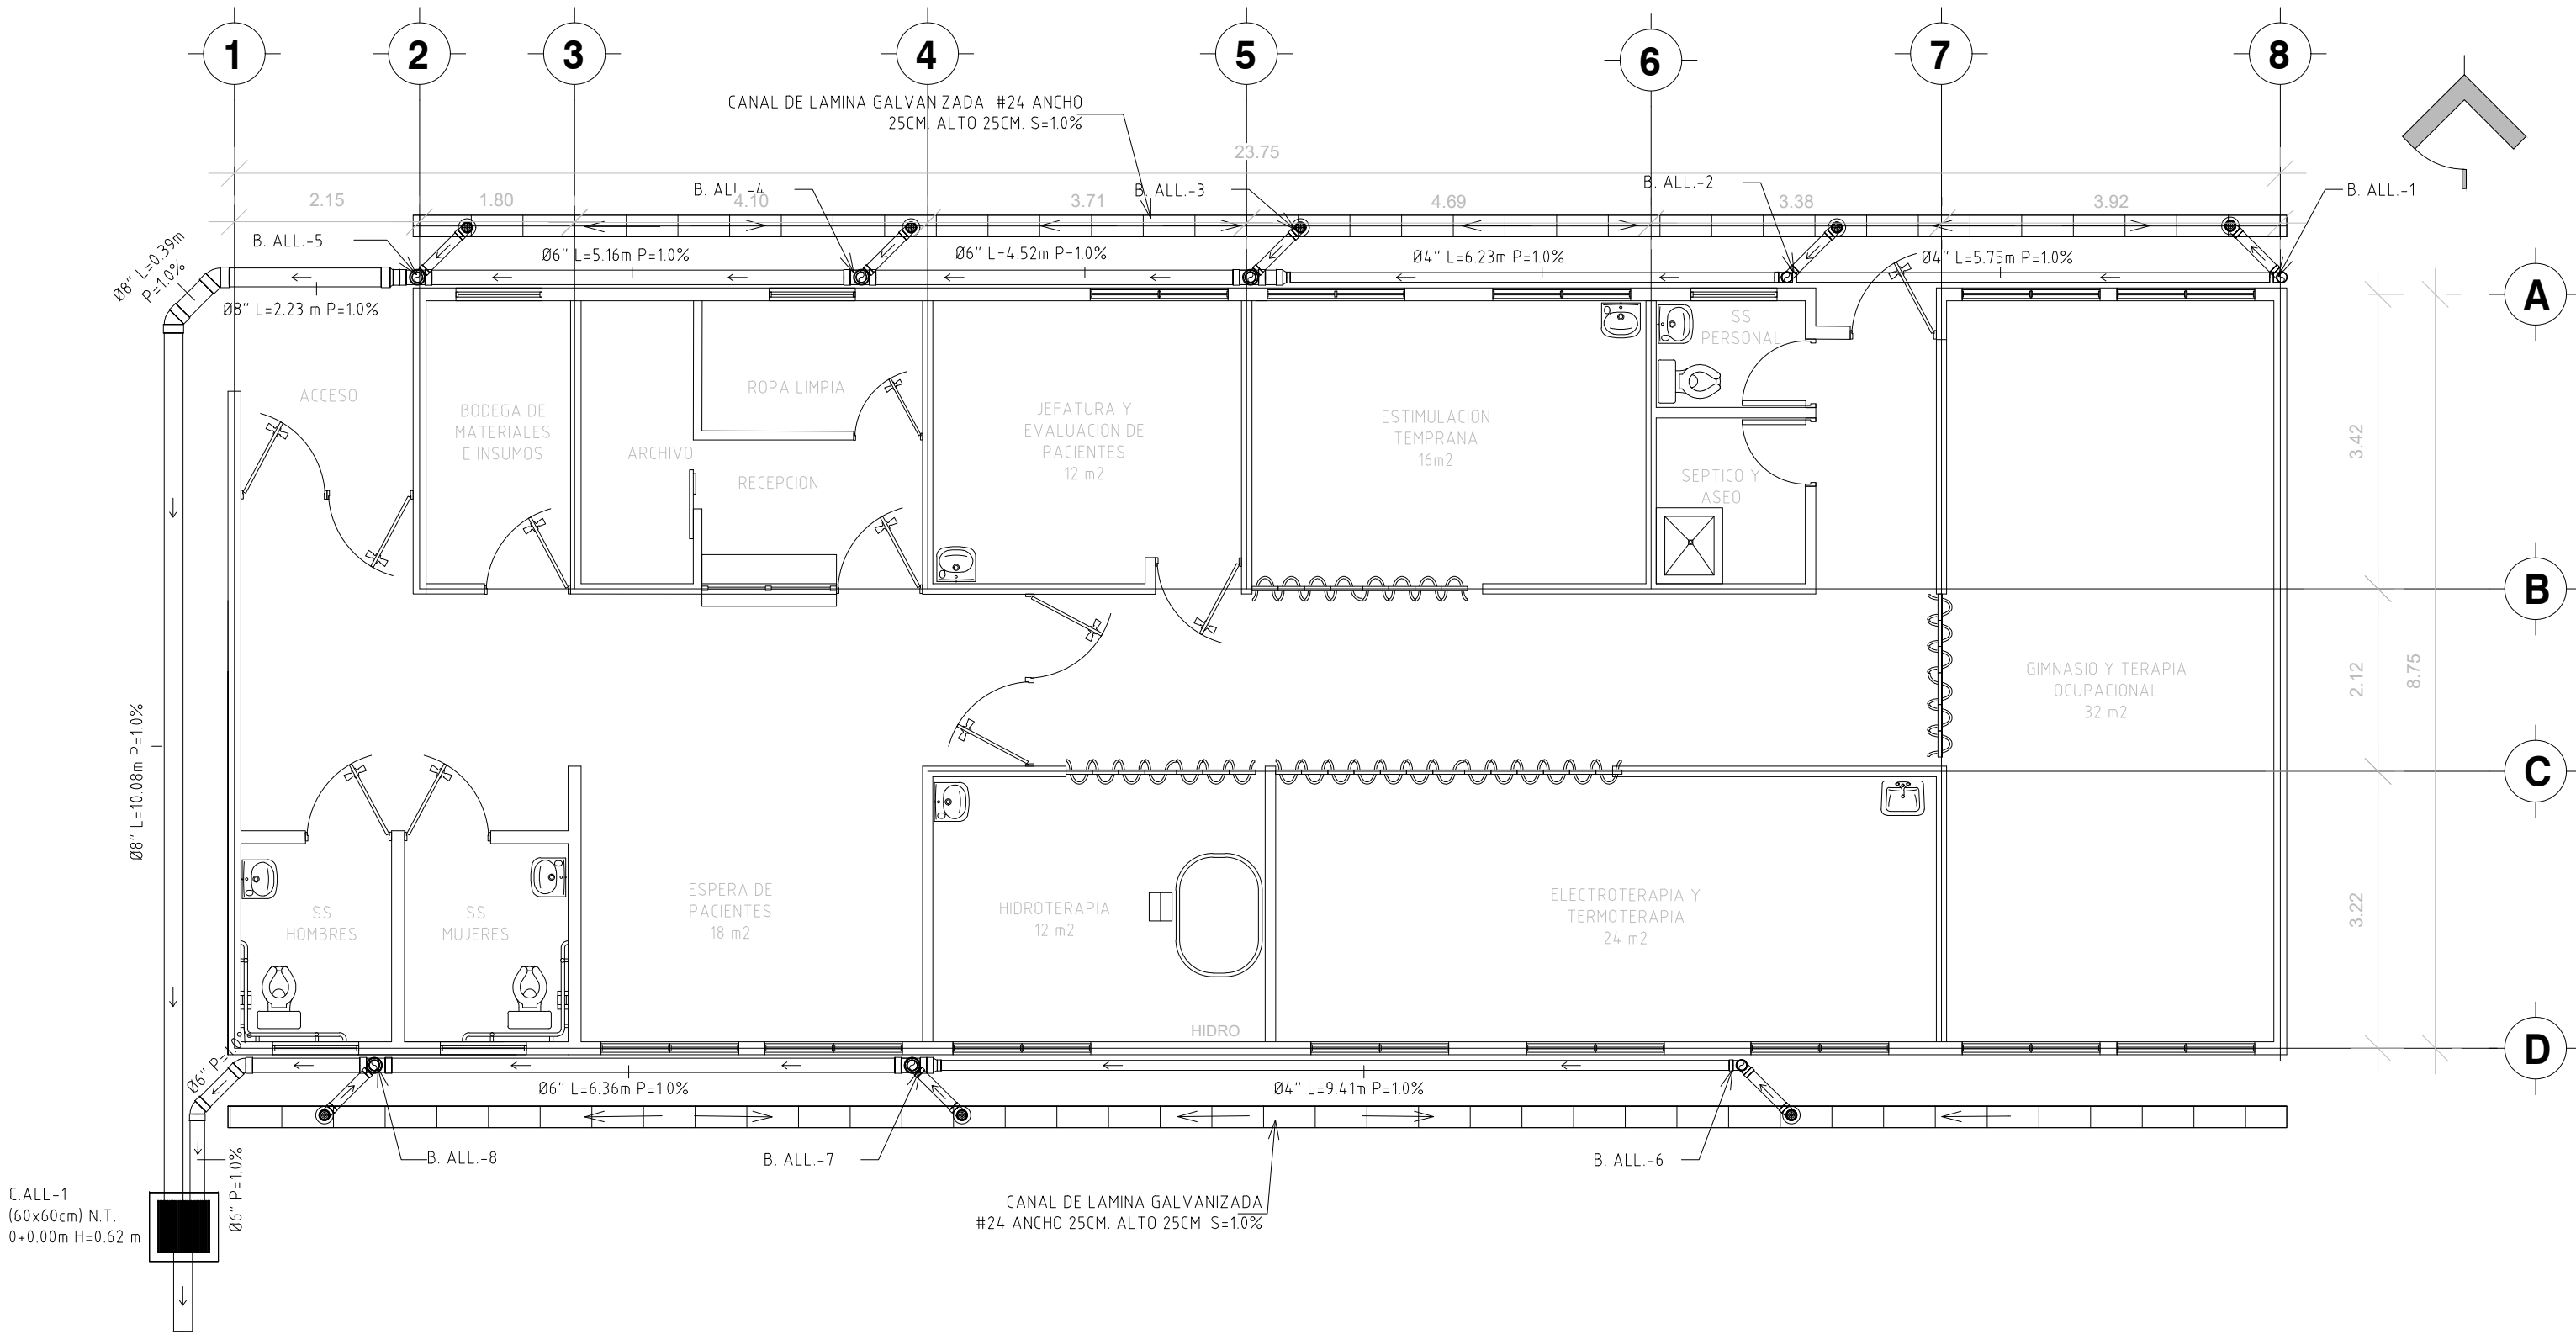 1
2
3
4
5
6
7
8
CANAL DE LAMINA GALVANIZADA #24 ANCHO
25CM. ALTO 25CM. S=1.0%
23.75
2.15
1.80
4.10
3.71
4.69
3.38
3.92
B. ALL.-5
B. ALL.-4
B. ALL.-3
B. ALL.-2
B. ALL.-1
Ø8" L=0.39m
P=1.0%
Ø8" L=2.23 m P=1.0%
Ø6" L=5.16m P=1.0%
Ø6" L=4.52m P=1.0%
Ø4" L=6.23m P=1.0%
Ø4" L=5.75m P=1.0%
A
B
C
D
3.42
2.12
3.22
8.75
ACCESO
BODEGA DE
MATERIALES
E INSUMOS
ARCHIVO
ROPA LIMPIA
RECEPCION
JEFATURA Y
EVALUACION DE
PACIENTES
12 m2
ESTIMULACION
TEMPRANA
16m2
SS
PERSONAL
SEPTICO Y
ASEO
GIMNASIO Y TERAPIA
OCUPACIONAL
32 m2
Ø8" L=10.08m P=1.0%
SS
HOMBRES
SS
MUJERES
ESPERA DE
PACIENTES
18 m2
HIDROTERAPIA
12 m2
HIDRO
ELECTROTERAPIA Y
TERMOTERAPIA
24 m2
Ø6" P=1.0
Ø6" L=6.36m P=1.0%
Ø4" L=9.41m P=1.0%
B. ALL.-8
B. ALL.-7
B. ALL.-6
Ø6" P=1.0%
CANAL DE LAMINA GALVANIZADA
#24 ANCHO 25CM. ALTO 25CM. S=1.0%
C.ALL-1
(60x60cm) N.T.
0+0.00m H=0.62 m